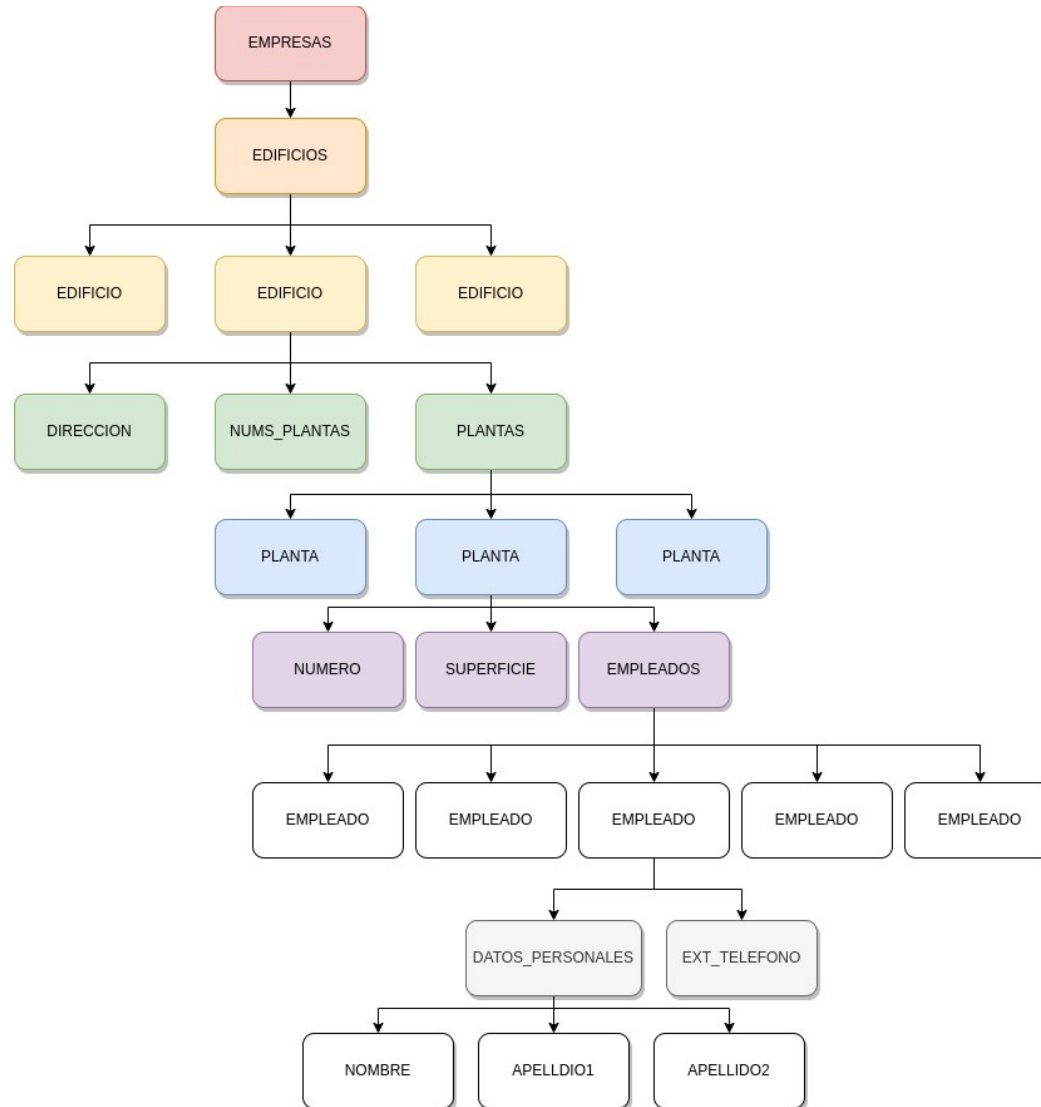 EMPRESAS
EDIFICIOS
EDIFICIO
EDIFICIO
EDIFICIO
DIRECCION
NUMS_PLANTAS
PLANTAS
PLANTA
PLANTA
PLANTA
NUMERO
SUPERFICIE
EMPLEADOS
EMPLEADO
EMPLEADO
EMPLEADO
EMPLEADO
EMPLEADO
DATOS_PERSONALES
EXT_TELEFONO
NOMBRE
APELLDIO1
APELLIDO2